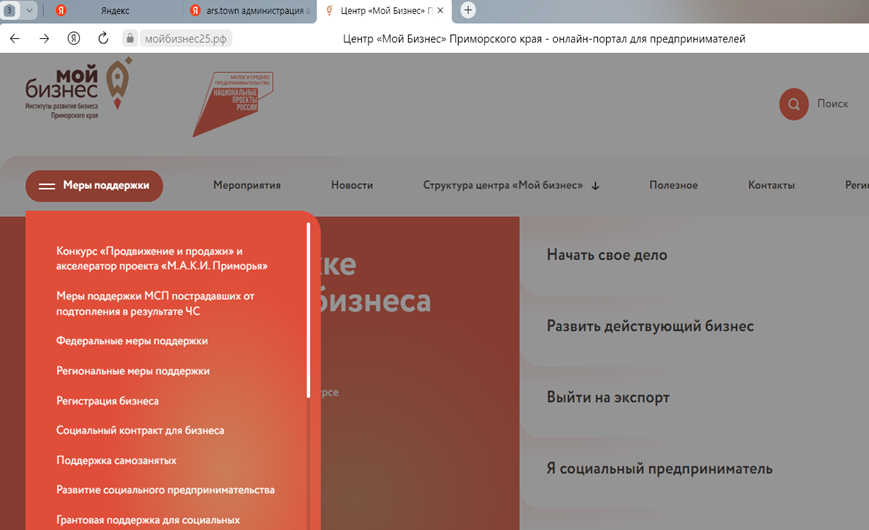 3
Яндекс
ars.town администрация
Центр «Мой Бизнес» П
мойбизнес25.рф
Центр «Мой Бизнес» Приморского края - онлайн-портал для предпринимателей
мой
бизнес
Институты развития бизнеса
Приморского края
МАЛОЕ И СРЕДНЕЕ
ПРЕДПРИНИМАТЕЛЬСТВО
НАЦИОНАЛЬНЫЕ
ПРОЕКТЫ
РОССИИ
Поиск
Меры поддержки
Мероприятия
Новости
Структура центра «Мой бизнес»
Полезное
Контакты
Реги
Конкурс «Продвижение и продажи» и
акселератор проекта «М.А.К.И. Приморья»
Меры поддержки МСП пострадавших от
подтопления в результате ЧС
Федеральные меры поддержки
Региональные меры поддержки
Регистрация бизнеса
Социальный контракт для бизнеса
Поддержка самозанятых
Развитие социального предпринимательства
Грантовая поддержка для социальных
кке
бизнеса
урсе
Начать свое дело
Развить действующий бизнес
Выйти на экспорт
Я социальный предприниматель